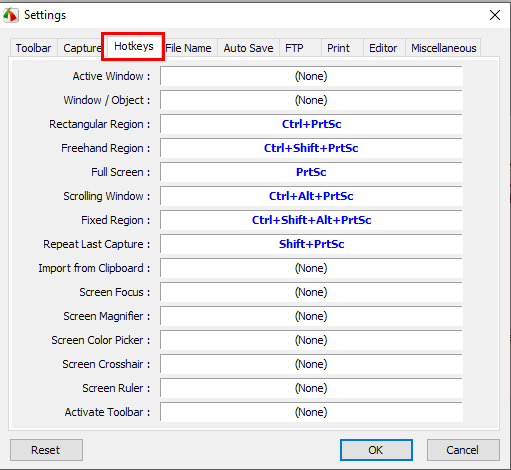 Settings
Toolbar Capture Hotkeys File Name Auto Save FTP Print Editor Miscellaneous
Active Window : (None)
Window / Object : (None)
Rectangular Region : Ctrl+PrtSc
Freehand Region : Ctrl+Shift+PrtSc
Full Screen : PrtSc
Scrolling Window : Ctrl+Alt+PrtSc
Fixed Region : Ctrl+Shift+Alt+PrtSc
Repeat Last Capture : Shift+PrtSc
Import from Clipboard : (None)
Screen Focus : (None)
Screen Magnifier : (None)
Screen Color Picker : (None)
Screen Crosshair : (None)
Screen Ruler : (None)
Activate Toolbar : (None)
Reset OK Cancel